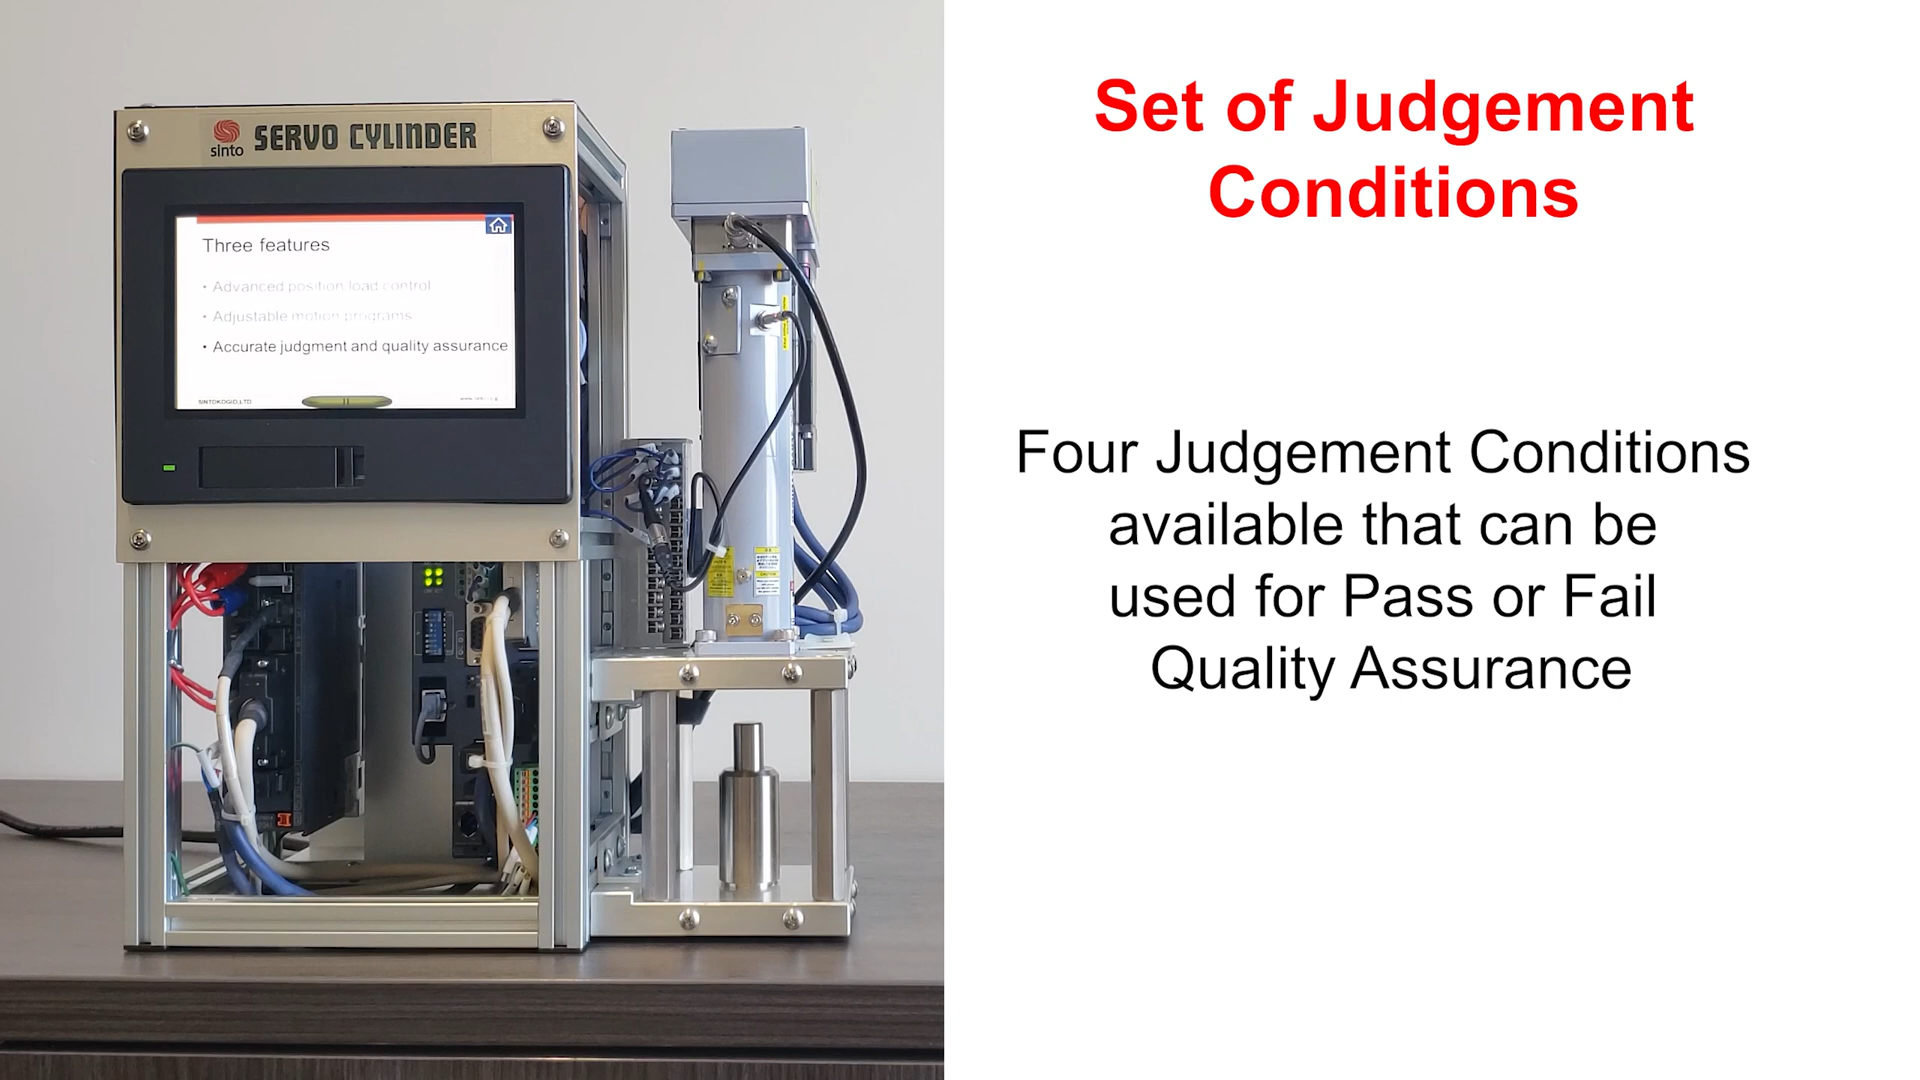 sinto
SERVO CYLINDER
Three features
• Advanced position load control
• Adjustable motion programs
• Accurate judgment and quality assurance
SINTOKOGIO,LTD
Set of Judgement
Conditions
Four Judgement Conditions
available that can be
used for Pass or Fail
Quality Assurance